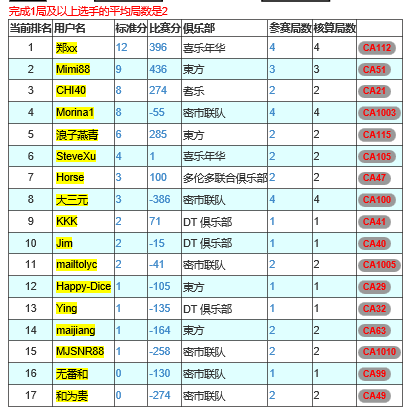 完成1局及以上选手的平均局数是2
当前排名 用户名 标准分 比赛分 俱乐部 参赛局数 核算局数
1 郑xx 12 396 喜乐年华 4 4 CA112
2 Mimi88 9 436 東方 3 3 CA51
3 CHI40 8 274 耆乐 2 2 CA21
4 Morina1 8 -55 密市联队 4 4 CA1003
5 浪子燕青 6 285 東方 2 2 CA115
6 SteveXu 4 1 喜乐年华 2 2 CA105
7 Horse 3 100 多伦多联合俱乐部 2 2 CA47
8 大三元 3 -386 密市联队 4 4 CA100
9 KKK 2 71 DT 俱乐部 1 1 CA41
10 Jim 2 -15 DT 俱乐部 1 1 CA40
11 mailtolyc 2 -41 密市联队 2 2 CA1005
12 Happy-Dice 1 -105 東方 1 1 CA29
13 Ying 1 -135 DT 俱乐部 1 1 CA32
14 maijiang 1 -164 東方 2 2 CA63
15 MJSNR88 1 -258 密市联队 2 2 CA1010
16 无番和 0 -130 密市联队 1 1 CA99
17 和为贵 0 -274 密市联队 2 2 CA49